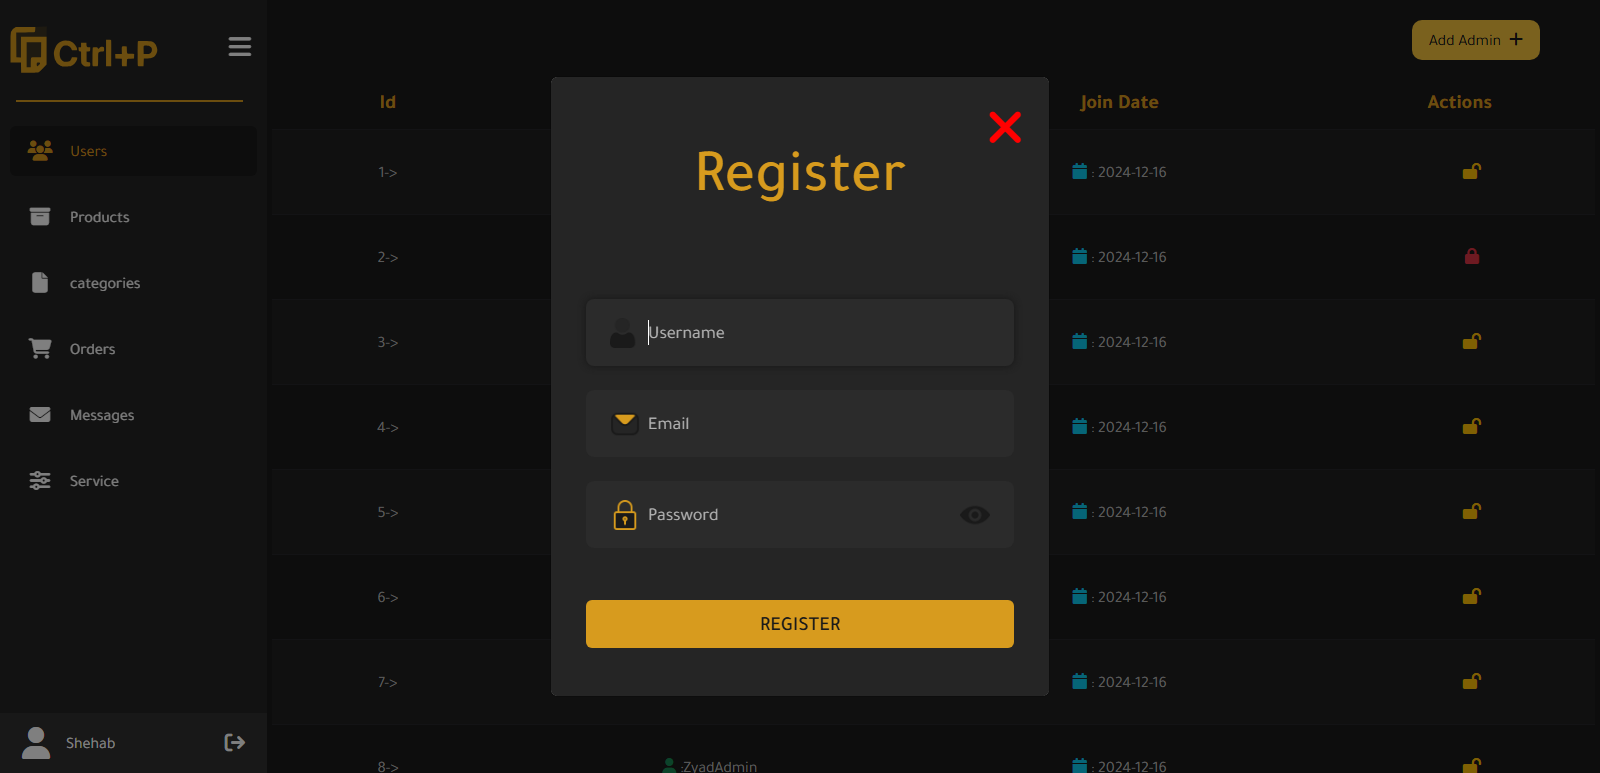 Ctrl+P
Add Admin +
Id
Join Date
Actions
Users
Products
categories
Orders
Messages
Service
Shehab
1->
: 2024-12-16
2->
: 2024-12-16
3->
: 2024-12-16
4->
: 2024-12-16
5->
: 2024-12-16
6->
: 2024-12-16
7->
: 2024-12-16
8->
:ZyadAdmin
: 2024-12-16
Register
Username
Email
Password
REGISTER